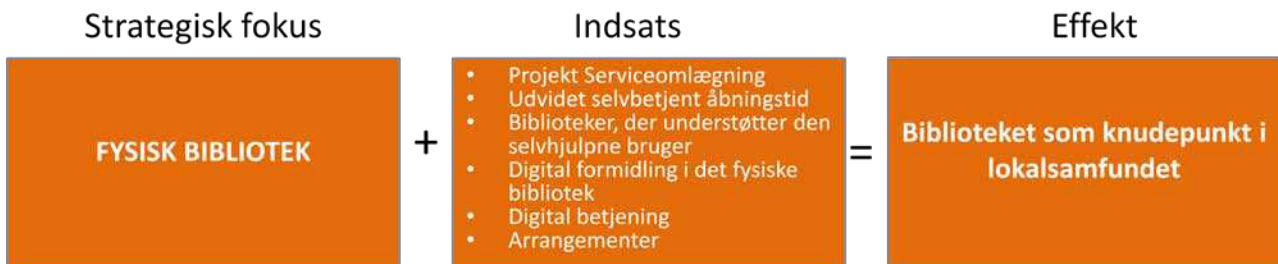 Strategisk fokus
FYSISK BIBLIOTEK
+
Indsats
• Projekt Serviceomlægning
• Udvidet selvbetjent åbningstid
• Biblioteker, der understøtter den
selvhjulpne bruger
• Digital formidling i det fysiske
bibliotek
• Digital betjening
• Arrangementer
=
Effekt
Biblioteket som knudepunkt i
lokalsamfundet